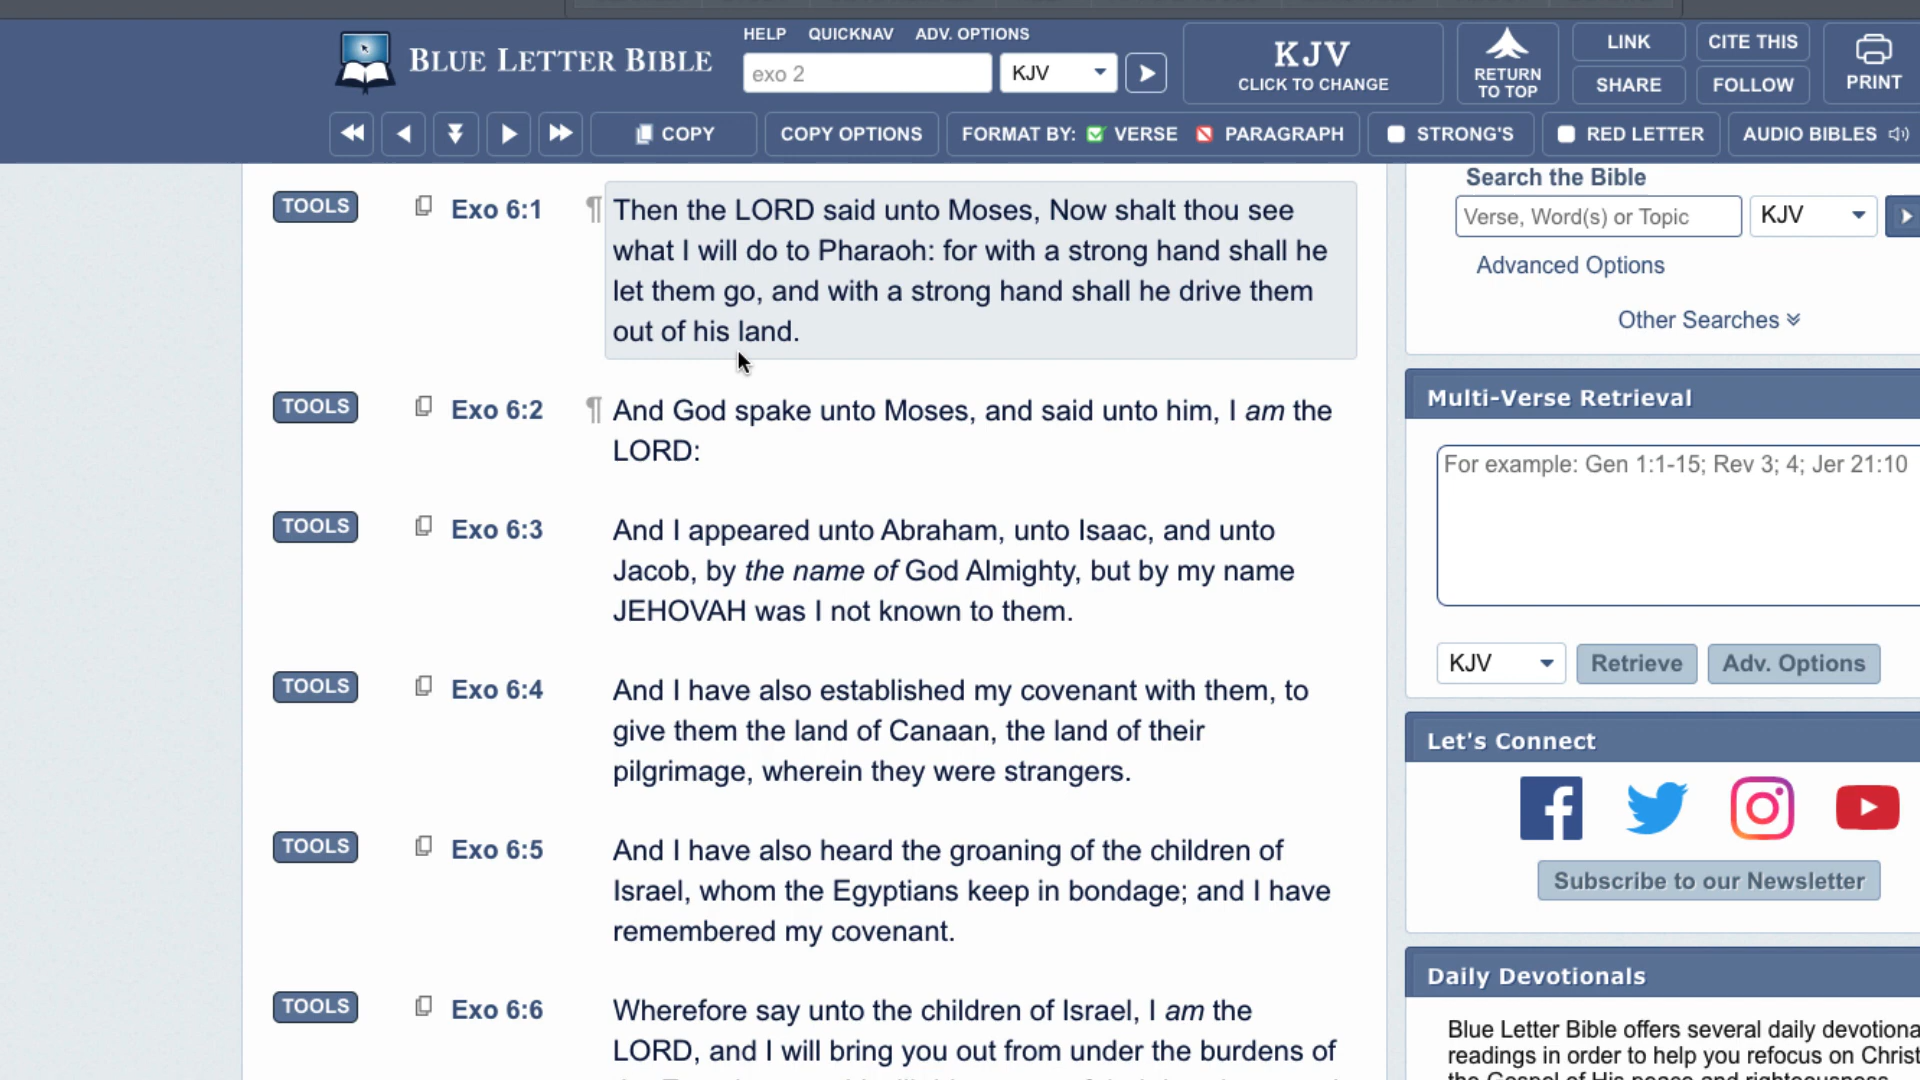 HELP QUICKNAV ADV. OPTIONS
BLUE LETTER BIBLE
exo 2
KJV
KJV
CLICK TO CHANGE
RETURN
TO TOP
LINK
CITE THIS
SHARE
FOLLOW
PRINT
COPY
COPY OPTIONS
FORMAT BY: VERSE PARAGRAPH
STRONG'S
RED LETTER
AUDIO BIBLES
TOOLS Exo 6:1 ¶ Then the LORD said unto Moses, Now shalt thou see
what I will do to Pharaoh: for with a strong hand shall he
let them go, and with a strong hand shall he drive them
out of his land.
TOOLS Exo 6:2 ¶ And God spake unto Moses, and said unto him, I am the
LORD:
TOOLS Exo 6:3 And I appeared unto Abraham, unto Isaac, and unto
Jacob, by the name of God Almighty, but by my name
JEHOVAH was I not known to them.
TOOLS Exo 6:4 And I have also established my covenant with them, to
give them the land of Canaan, the land of their
pilgrimage, wherein they were strangers.
TOOLS Exo 6:5 And I have also heard the groaning of the children of
Israel, whom the Egyptians keep in bondage; and I have
remembered my covenant.
TOOLS Exo 6:6 Wherefore say unto the children of Israel, I am the
LORD, and I will bring you out from under the burdens of
Search the Bible
Verse, Word(s) or Topic
KJV
Advanced Options
Other Searches
Multi-Verse Retrieval
For example: Gen 1:1-15; Rev 3; 4; Jer 21:10
KJV
Retrieve
Adv. Options
Let's Connect
Subscribe to our Newsletter
Daily Devotionals
Blue Letter Bible offers several daily devotiona
readings in order to help you refocus on Christ
the Gospel of His peace and righteousness